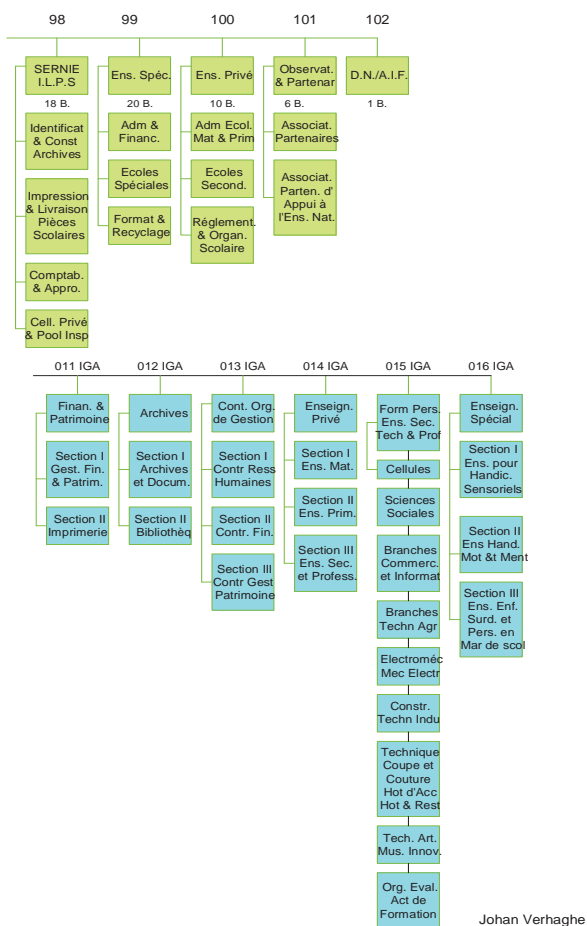 98
99
100
101
102
SERNIE
I.L.P.S
18 B.
Identificat
& Const
Archives
Impression
& Livraison
Pièces
Scolaires
Comptab.
& Appro.
Cell. Privé
& Pool Insp
Ens. Spéc.
20 B.
Adm &
Financ.
Ecoles
Spéciales
Format &
Recyclage
Ens. Privé
10 B.
Adm Ecol.
Mat & Prim
Ecoles
Second.
Réglement.
& Organ.
Scolaire
Observat.
& Partenar
6 B.
Associat.
Partenaires
Associat.
Parten. d'
Appui à
l'Ens. Nat.
D.N./A.I.F.
1 B.
011 IGA
012 IGA
013 IGA
014 IGA
015 IGA
016 IGA
Finan. &
Patrimoine
Section I
Gest. Fin.
& Patrim.
Section II
Imprimerie
Archives
Section I
Archives
et Docum.
Section II
Bibliothéq
Cont. Org.
de Gestion
Section I
Contr Ress
Humaines
Section II
Contr. Fin.
Section III
Contr Gest
Patrimoine
Enseign.
Privé
Section I
Ens. Mat.
Section II
Ens. Prim.
Section III
Ens. Sec.
et Profess.
Form Pers.
Ens. Sec.
Tech & Prof
Cellules
Sciences
Sociales
Branches
Commerc.
et Informat
Branches
Techn Agr
Electroméc
Mec Electr
Constr.
Techn Indu
Technique
Coupe et
Couture
Hot d'Acc
Hot & Rest
Tech. Art.
Mus. Innov.
Org. Eval.
Act de
Formation
Enseign.
Spécial
Section I
Ens. pour
Handic.
Sensoriels
Section II
Ens Hand.
Mot &t Ment
Section III
Ens. Enf.
Surd. et
Pers. en
Mar de scol
Johan Verhaghe